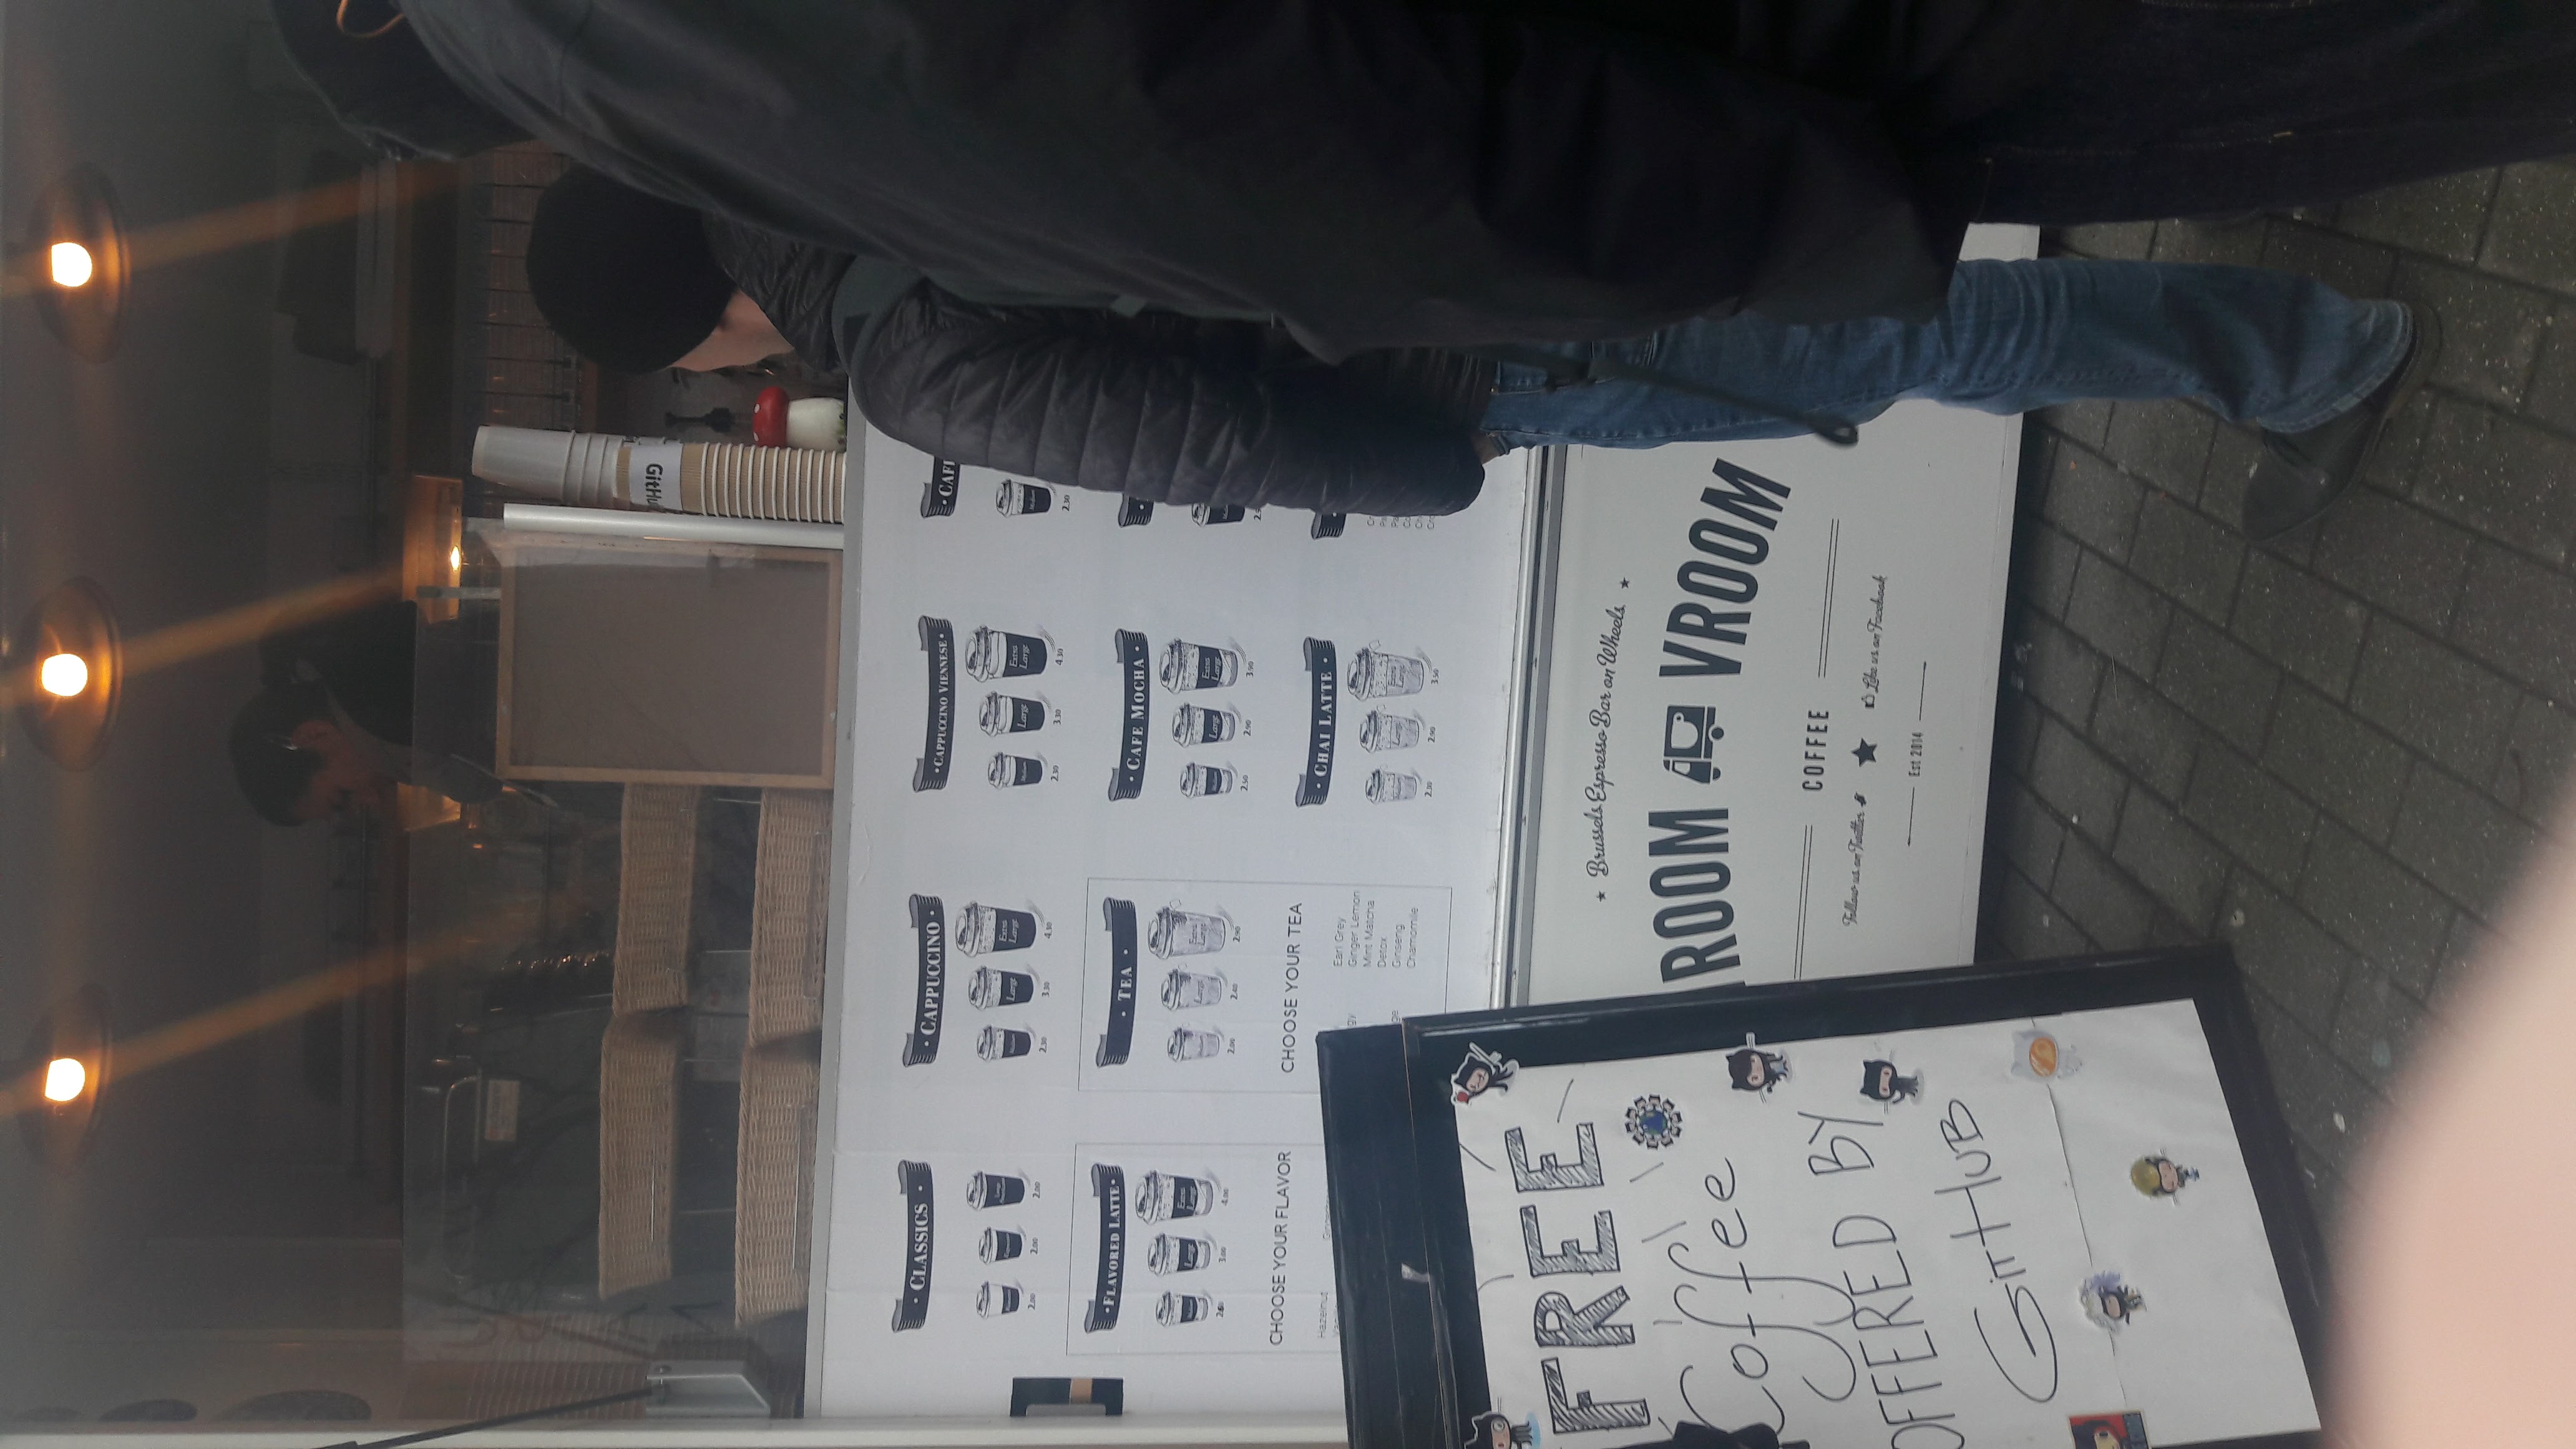 GitHu
CLASSICS
2.00
2.00
2.00
CAPPUCCINO
Medium
Large
Extra Large
2.30
3.30
4.30
CAPPUCCINO VIENNESE
Medium
Large
Extra Large
2.30
3.30
4.30
CAF
Medium
2.30
FLAVORED LATTE
Medium
Large
Extra Large
2.60
3.00
4.00
CHOOSE YOUR FLAVOR
Hazelnut
TEA
Large
Extra Large
2.00
2.40
2.90
CHOOSE YOUR TEA
Earl Grey
Ginger Lemon
Mint Matcha
Detox
Ginseng
Chamomile
CAFE MOCHA
Medium
Large
Extra Large
2.50
2.90
3.90
CHAI LATTE
Medium
Large
Extra Large
2.30
2.90
3.50
FREE
Coffee
OFFERED BY
GITHUB
Brussels Espresso Bar on Wheels
ROOM VROOM
COFFEE
Follow us on Twitter
Like us on Facebook
Est 2014